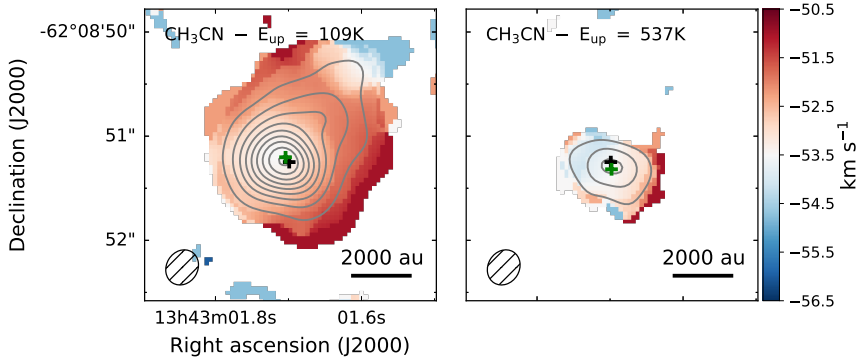 CH₃CN − E_up = 109K
CH₃CN − E_up = 537K
-62°08'50"
51"
52"
Declination (J2000)
2000 au
2000 au
13h43m01.8s
01.6s
Right ascension (J2000)
−50.5
−51.5
−52.5
−53.5
−54.5
−55.5
−56.5
km s⁻¹